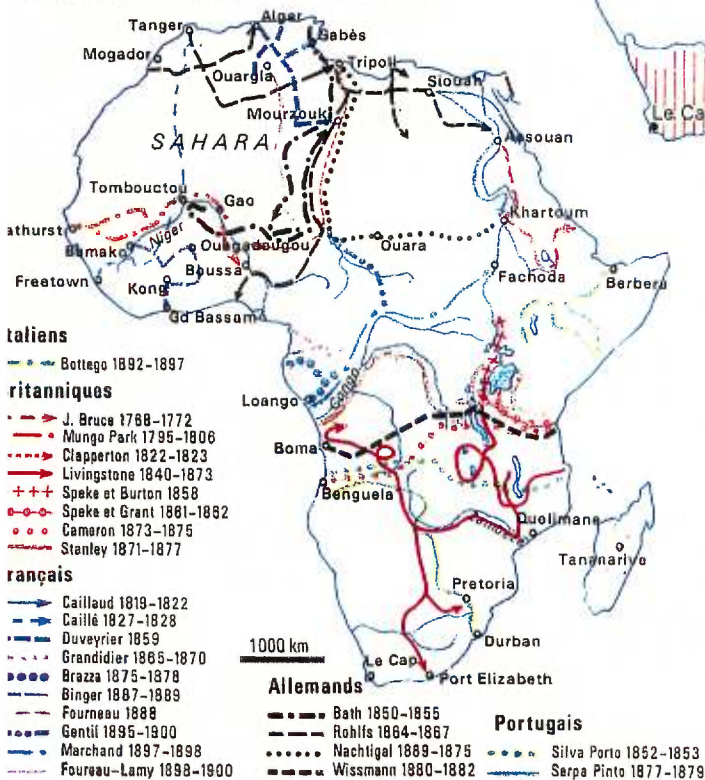 Tanger
Alger
Gabès
Mogador
Tripoli
Ouargla
Siouah
Mourzouk
SAHARA
Assouan
Le Ca
Tombouctou
Gao
Khartoum
athurst
Bamako
Niger
Ouagadougou
Ouara
Boussa
Fachoda
Freetown
Kong
Berbera
Gd Bassam
Loango
Congo
Boma
Benguela
Quelimane
Tananarive
Pretoria
Durban
Le Cap
Port Elizabeth
1000 km
taliens
Bottego 1892-1897
ritanniques
J. Bruce 1768-1772
Mungo Park 1795-1806
Clapperton 1822-1823
Livingstone 1840-1873
Speke et Burton 1858
Speke et Grant 1861-1862
Cameron 1873-1875
Stanley 1871-1877
rançais
Caillaud 1819-1822
Caillé 1827-1828
Duveyrier 1859
Grandidier 1865-1870
Brazza 1875-1878
Binger 1887-1889
Fourneau 1888
Gentil 1895-1900
Marchand 1897-1898
Foureau-Lamy 1898-1900
Allemands
Bath 1850-1855
Rohlfs 1864-1867
Nachtigal 1869-1875
Wissmann 1880-1882
Portugais
Silva Porto 1852-1853
Serpa Pinto 1877-1879